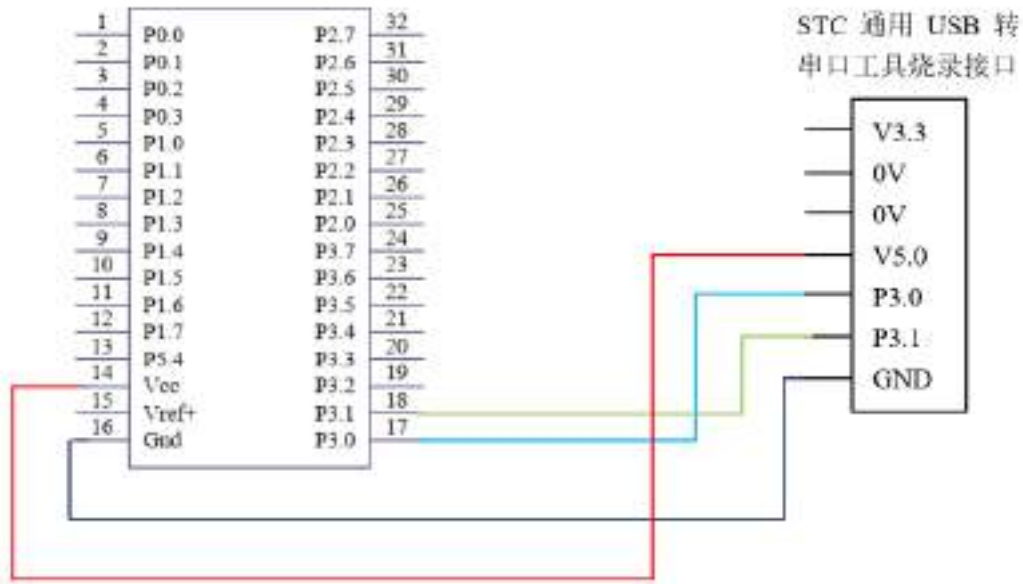 1 P0.0 P2.7 32
2 P0.1 P2.6 31
3 P0.2 P2.5 30
4 P0.3 P2.4 29
5 P1.0 P2.3 28
6 P1.1 P2.2 27
7 P1.2 P2.1 26
8 P1.3 P2.0 25
9 P1.4 P3.7 24
10 P1.5 P3.6 23
11 P1.6 P3.5 22
12 P1.7 P3.4 21
13 P5.4 P3.3 20
14 Vcc P3.2 19
15 Vref+ P3.1 18
16 Gnd P3.0 17
STC 通用 USB 转
串口工具烧录接口
V3.3
0V
0V
V5.0
P3.0
P3.1
GND